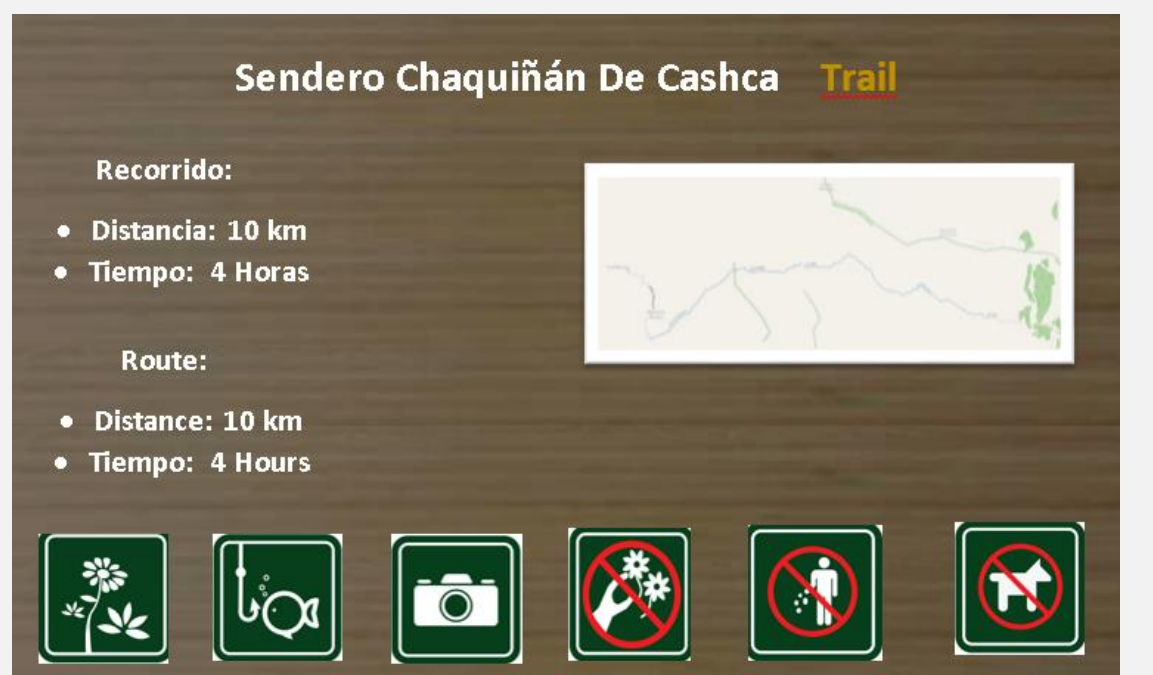 Sendero Chaquiñán De Cashca Trail
Recorrido:
• Distancia: 10 km
• Tiempo: 4 Horas
Route:
• Distance: 10 km
• Tiempo: 4 Hours